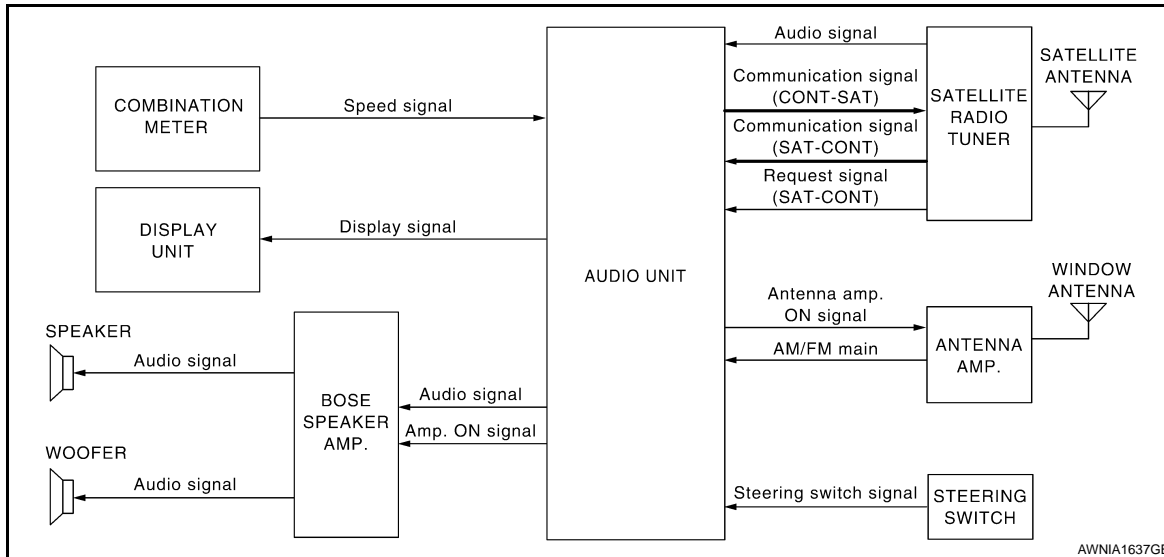 COMBINATION
METER
Speed signal
DISPLAY
UNIT
Display signal
SPEAKER
Audio signal
WOOFER
Audio signal
BOSE
SPEAKER
AMP.
Audio signal
Amp. ON signal
AUDIO UNIT
Audio signal
Communication signal
(CONT-SAT)
Communication signal
(SAT-CONT)
Request signal
(SAT-CONT)
SATELLITE
RADIO
TUNER
SATELLITE
ANTENNA
Antenna amp.
ON signal
AM/FM main
ANTENNA
AMP.
WINDOW
ANTENNA
Steering switch signal
STEERING
SWITCH